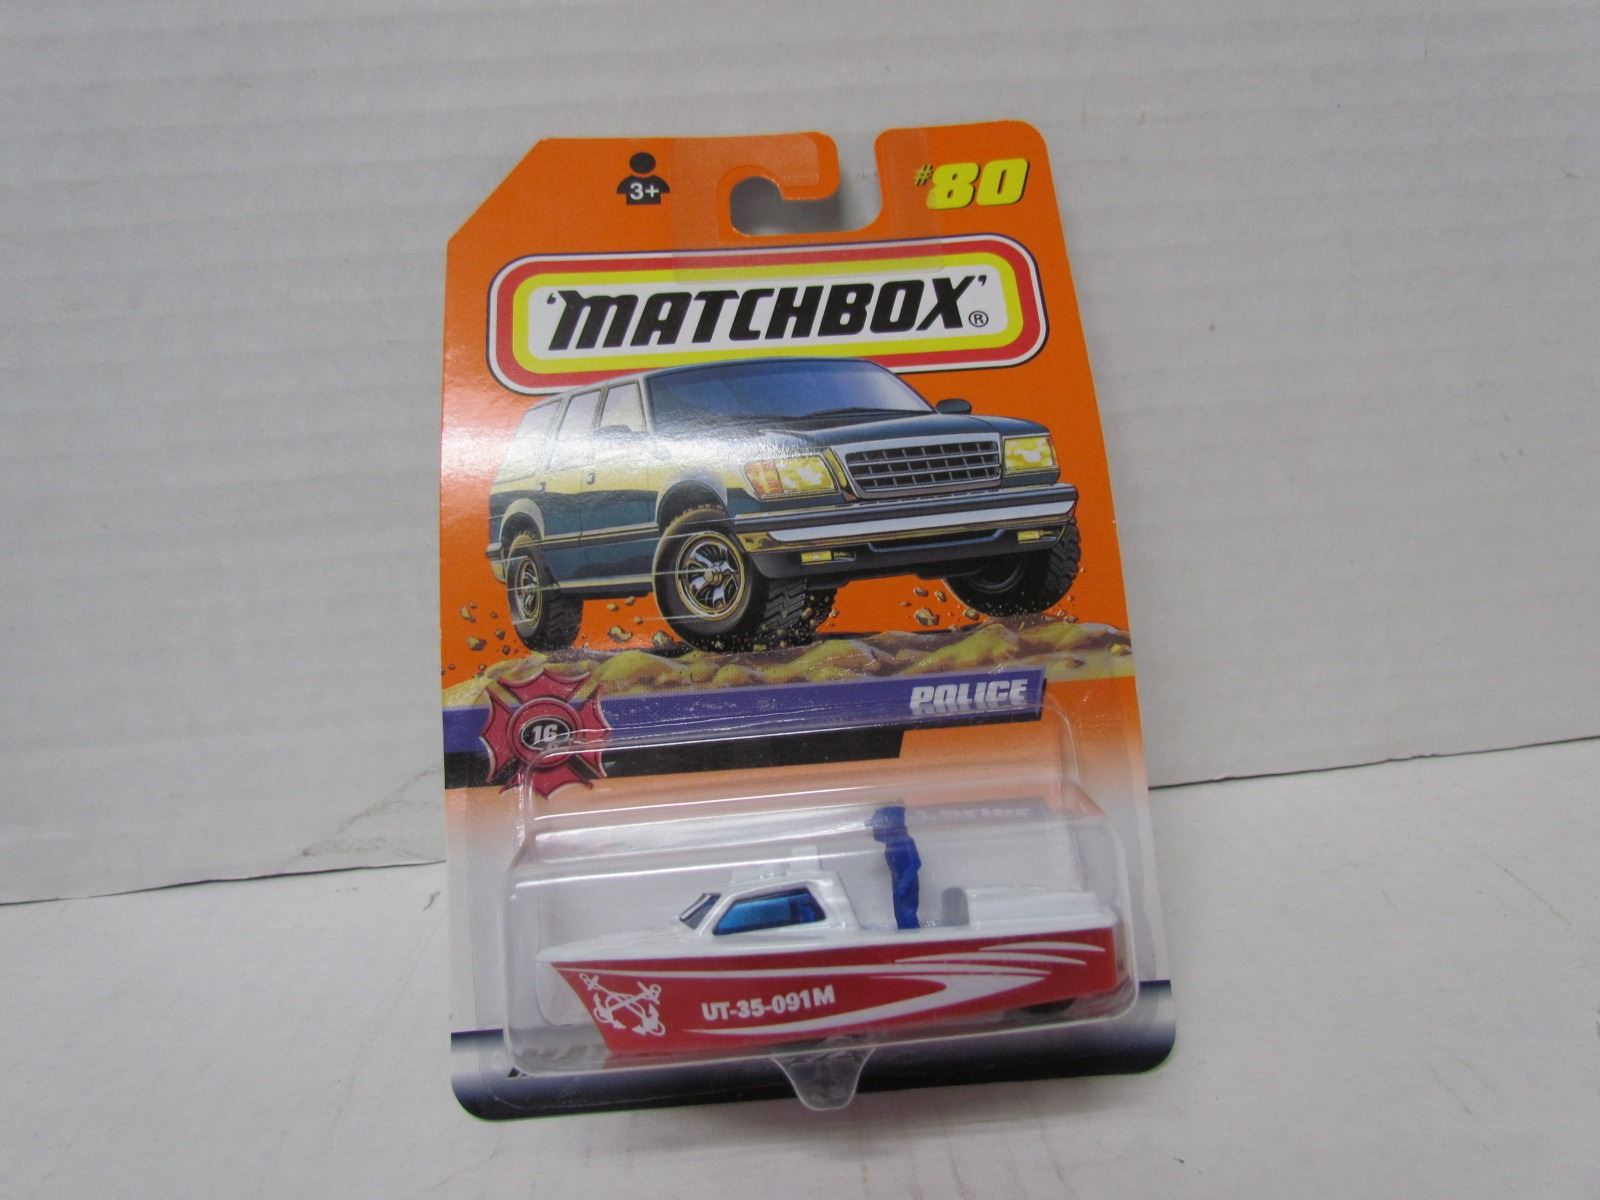 3+
#80
'MATCHBOX'®
POLICE
16
UT-35-091M